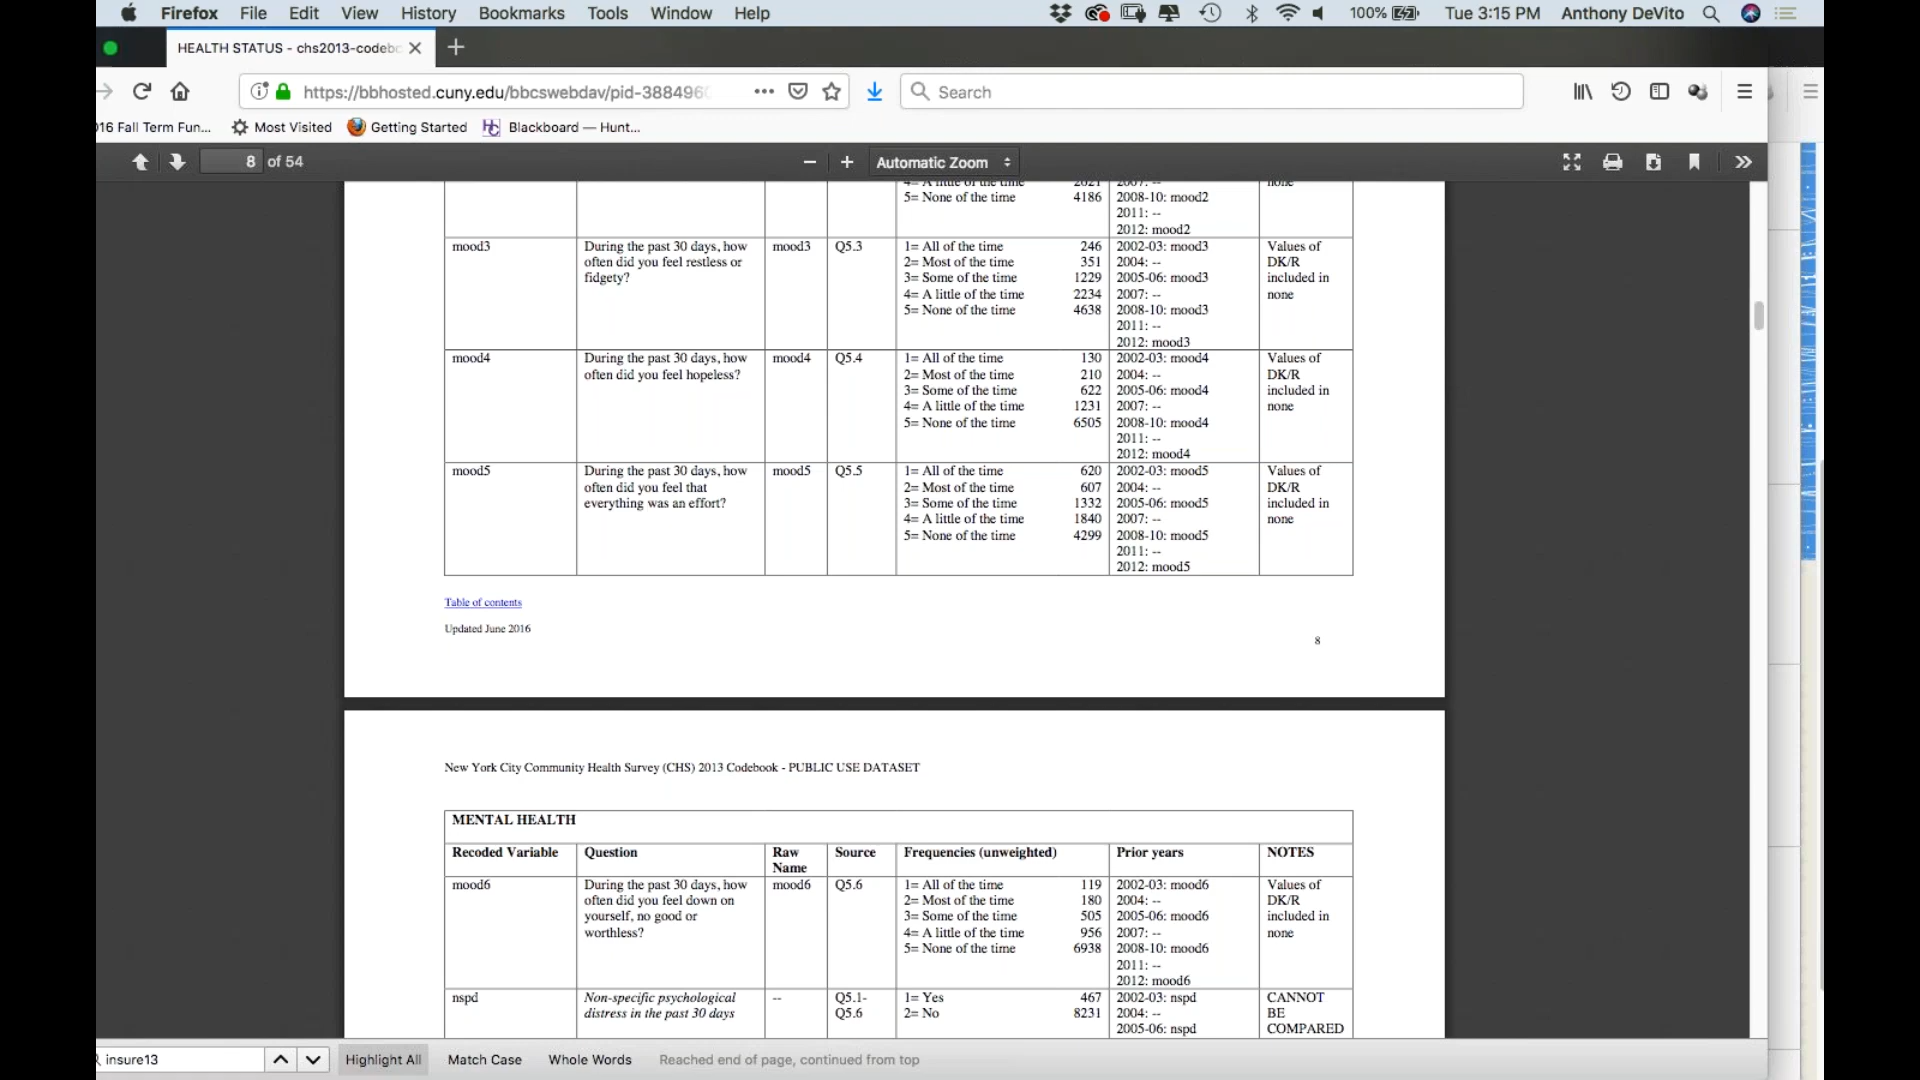 Firefox File Edit View History Bookmarks Tools Window Help 100% Tue 3:15 PM Anthony DeVito
HEALTH STATUS - chs2013-codebo
https://bbhosted.cuny.edu/bbcswebdav/pid-388496 Search
16 Fall Term Fun... Most Visited Getting Started HC Blackboard — Hunt...
8 of 54 Automatic Zoom
4= A little of the time 2021 2007: -- none
5= None of the time 4186 2008-10: mood2
2011: --
2012: mood2
mood3 During the past 30 days, how mood3 Q5.3 1= All of the time 246 2002-03: mood3 Values of
often did you feel restless or 2= Most of the time 351 2004: -- DK/R
fidgety? 3= Some of the time 1229 2005-06: mood3 included in
4= A little of the time 2234 2007: -- none
5= None of the time 4638 2008-10: mood3
2011: --
2012: mood3
mood4 During the past 30 days, how mood4 Q5.4 1= All of the time 130 2002-03: mood4 Values of
often did you feel hopeless? 2= Most of the time 210 2004: -- DK/R
3= Some of the time 622 2005-06: mood4 included in
4= A little of the time 1231 2007: -- none
5= None of the time 6505 2008-10: mood4
2011: --
2012: mood4
mood5 During the past 30 days, how mood5 Q5.5 1= All of the time 620 2002-03: mood5 Values of
often did you feel that 2= Most of the time 607 2004: -- DK/R
everything was an effort? 3= Some of the time 1332 2005-06: mood5 included in
4= A little of the time 1840 2007: -- none
5= None of the time 4299 2008-10: mood5
2011: --
2012: mood5
Table of contents
Updated June 2016
8
New York City Community Health Survey (CHS) 2013 Codebook - PUBLIC USE DATASET
MENTAL HEALTH
Recoded Variable Question Raw Source Frequencies (unweighted) Prior years NOTES
Name
mood6 During the past 30 days, how mood6 Q5.6 1= All of the time 119 2002-03: mood6 Values of
often did you feel down on 2= Most of the time 180 2004: -- DK/R
yourself, no good or 3= Some of the time 505 2005-06: mood6 included in
worthless? 4= A little of the time 956 2007: -- none
5= None of the time 6938 2008-10: mood6
2011: --
2012: mood6
nspd Non-specific psychological -- Q5.1- 1= Yes 467 2002-03: nspd CANNOT
distress in the past 30 days Q5.6 2= No 8231 2004: -- BE
2005-06: nspd COMPARED
insure13 Highlight All Match Case Whole Words Reached end of page, continued from top